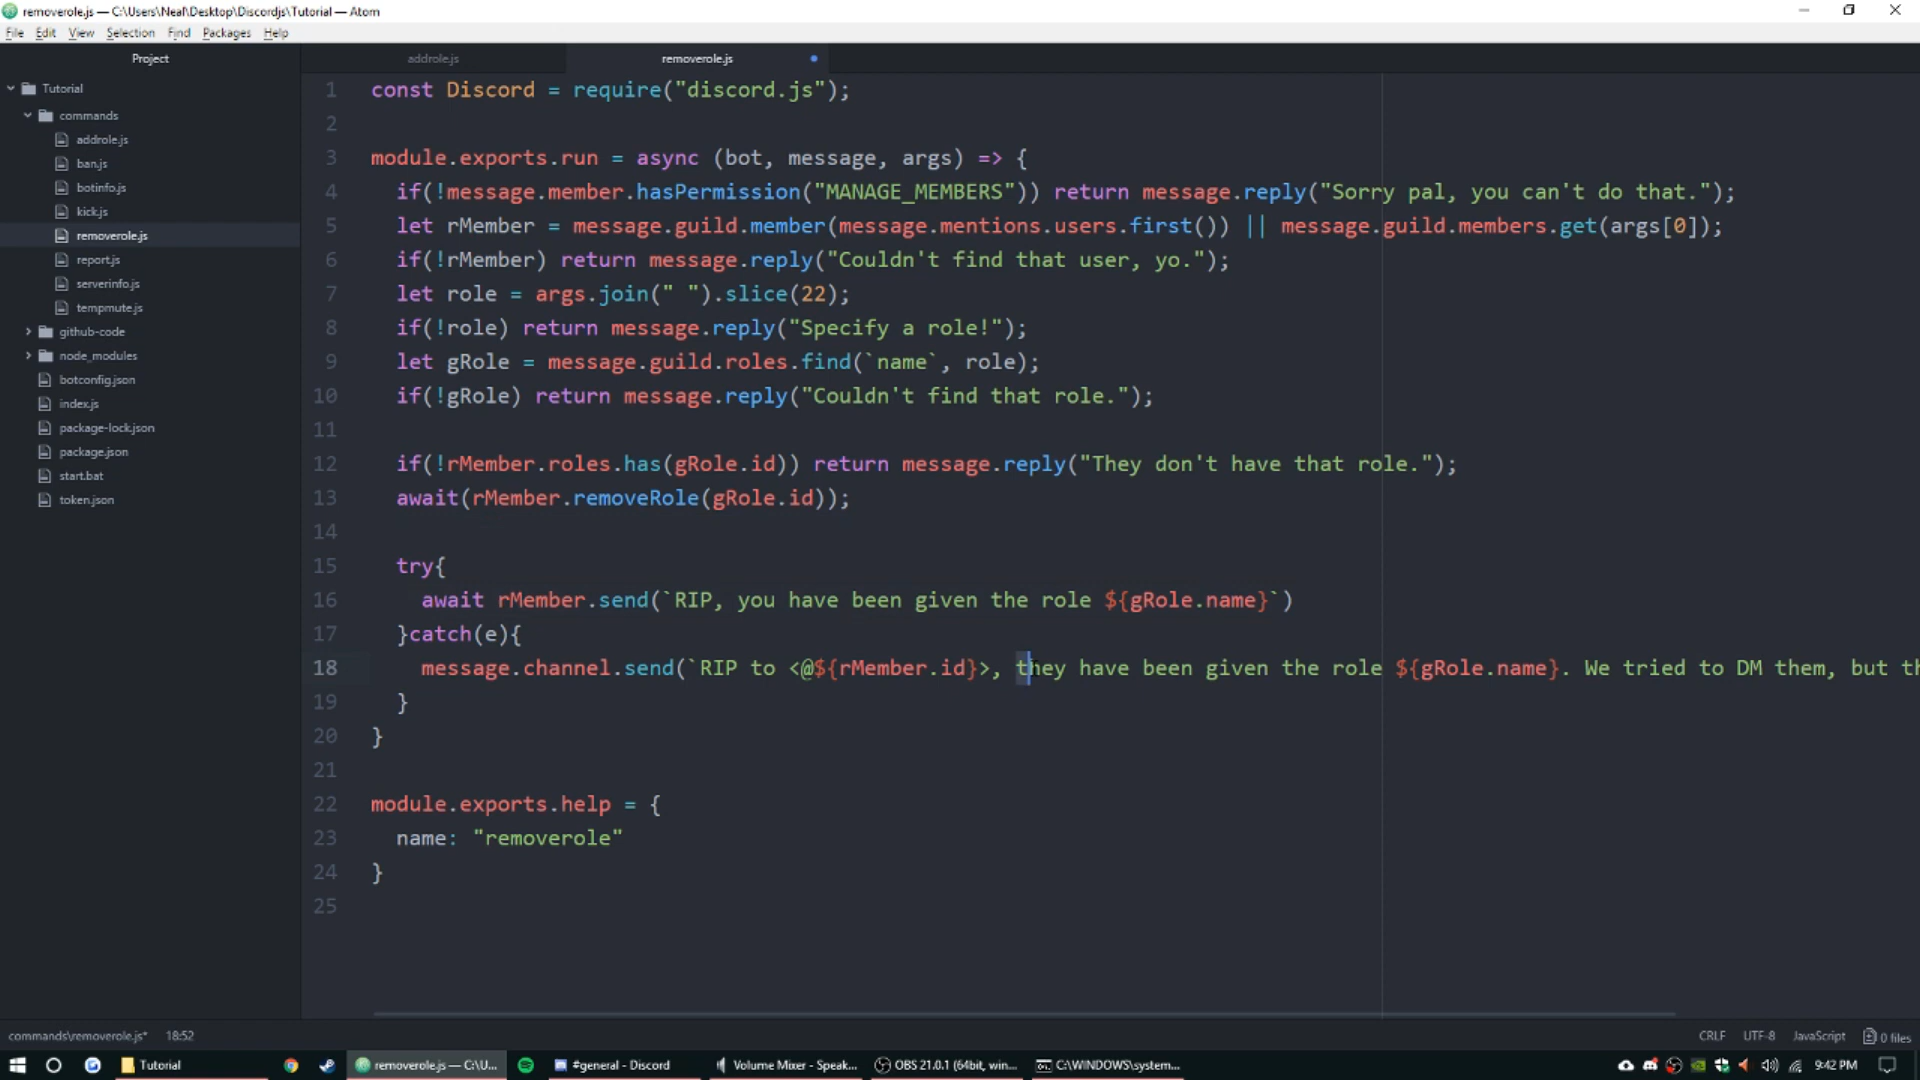 removerole.js — C:\Users\Neal\Desktop\Discordjs\Tutorial — Atom
File Edit View Selection Find Packages Help
Project
addrole.js
removerole.js
Tutorial
commands
addrole.js
ban.js
botinfo.js
kick.js
removerole.js
report.js
serverinfo.js
tempmute.js
github-code
node_modules
botconfig.json
index.js
package-lock.json
package.json
start.bat
token.json
1 const Discord = require("discord.js");
2
3 module.exports.run = async (bot, message, args) => {
4 if(!message.member.hasPermission("MANAGE_MEMBERS")) return message.reply("Sorry pal, you can't do that.");
5 let rMember = message.guild.member(message.mentions.users.first()) || message.guild.members.get(args[0]);
6 if(!rMember) return message.reply("Couldn't find that user, yo.");
7 let role = args.join(" ").slice(22);
8 if(!role) return message.reply("Specify a role!");
9 let gRole = message.guild.roles.find(`name`, role);
10 if(!gRole) return message.reply("Couldn't find that role.");
11
12 if(!rMember.roles.has(gRole.id)) return message.reply("They don't have that role.");
13 await(rMember.removeRole(gRole.id));
14
15 try{
16 await rMember.send(`RIP, you have been given the role ${gRole.name}`)
17 }catch(e){
18 message.channel.send(`RIP to <@${rMember.id}>, they have been given the role ${gRole.name}. We tried to DM them, but th
19 }
20 }
21
22 module.exports.help = {
23 name: "removerole"
24 }
25
commands\removerole.js* 18:52 CRLF UTF-8 JavaScript 0 files
Tutorial removerole.js — C:\U... #general - Discord Volume Mixer - Speak... OBS 21.0.1 (64bit, win... C:\WINDOWS\system... 9:42 PM